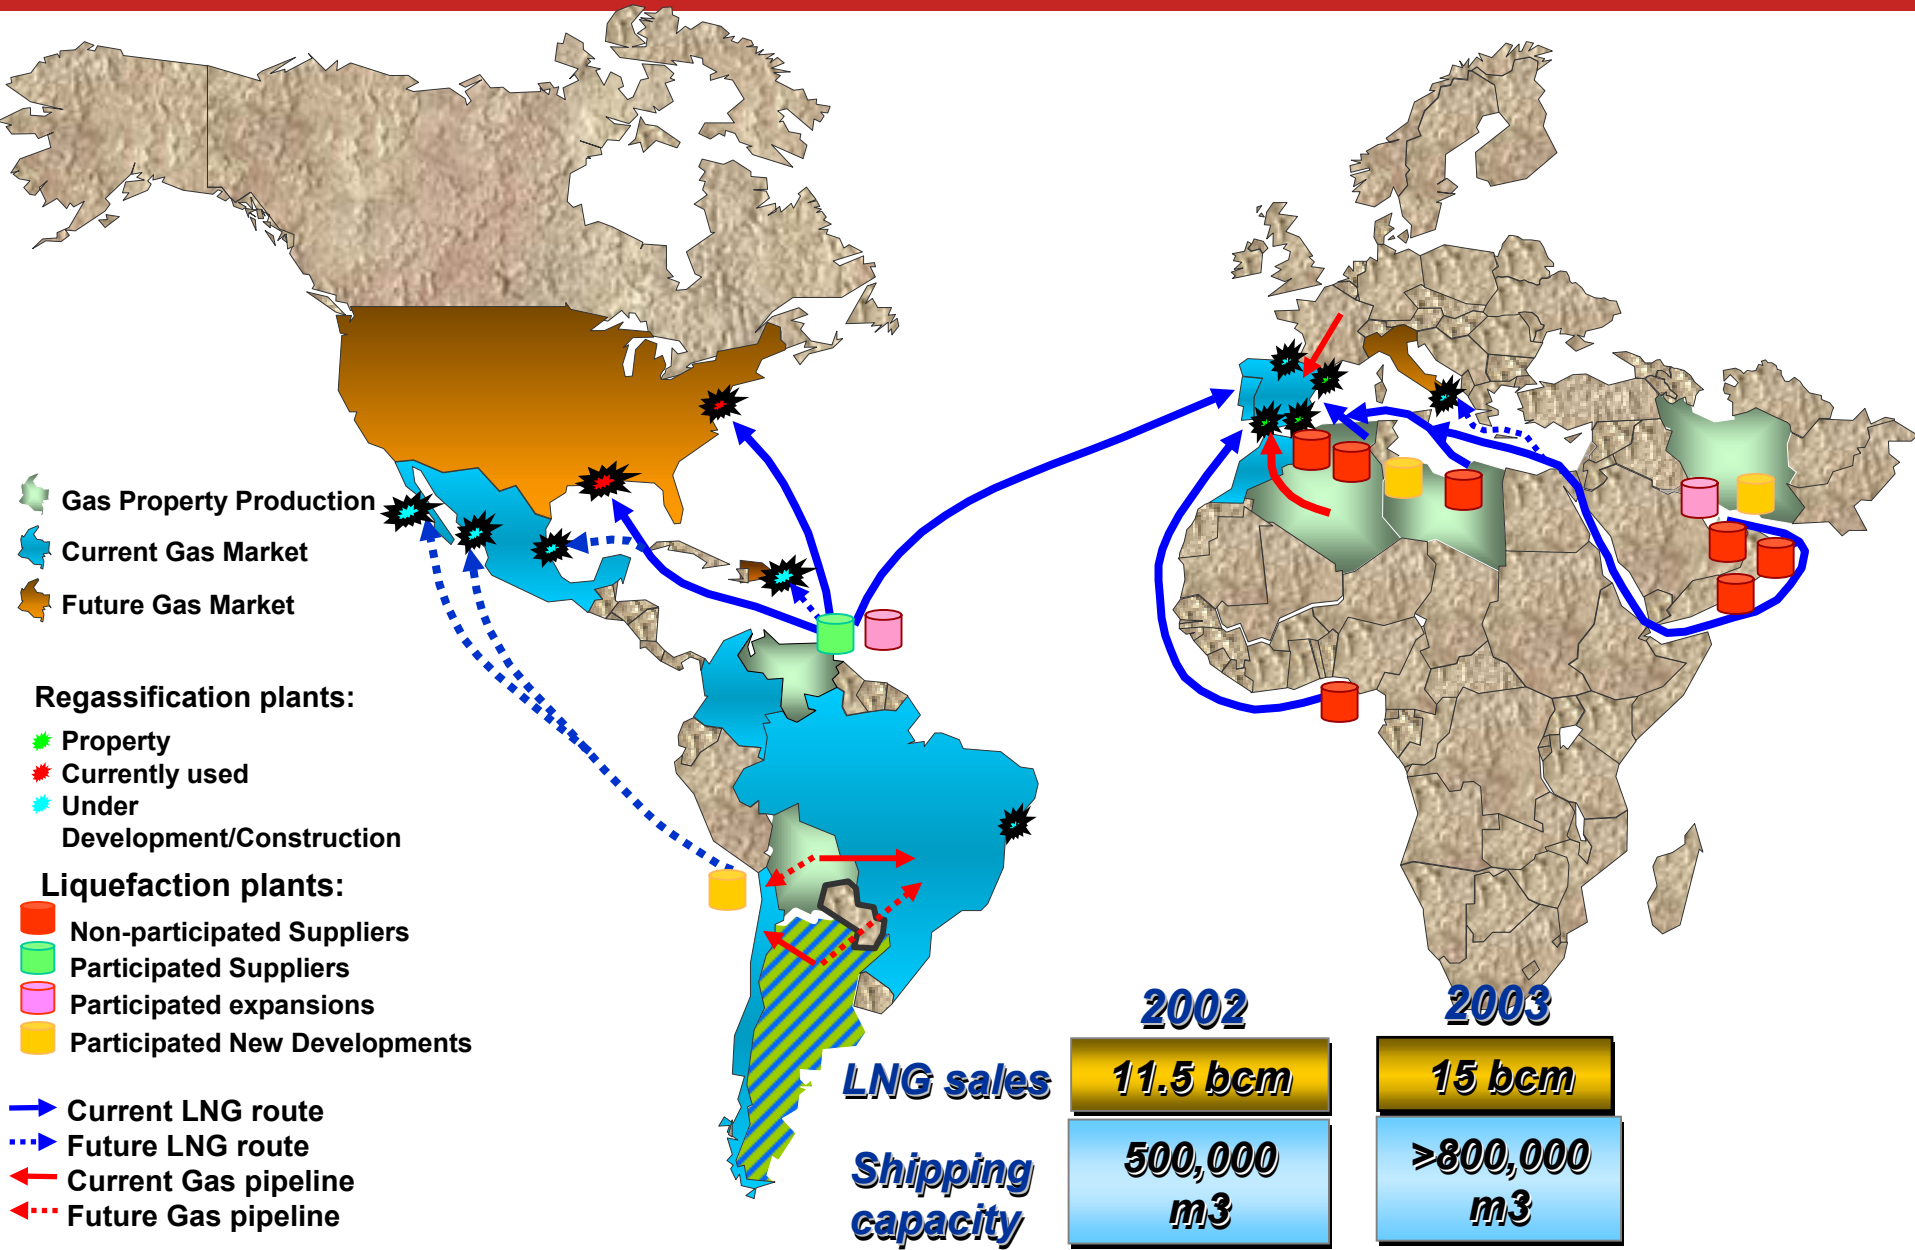 Gas Property Production
Current Gas Market
Future Gas Market
Regassification plants:
Property
Currently used
Under
Development/Construction
Liquefaction plants:
Non-participated Suppliers
Participated Suppliers
Participated expansions
Participated New Developments
Current LNG route
Future LNG route
Current Gas pipeline
Future Gas pipeline
2002 2003
LNG sales 11.5 bcm 15 bcm
Shipping
capacity
500,000
m3
>800,000
m3